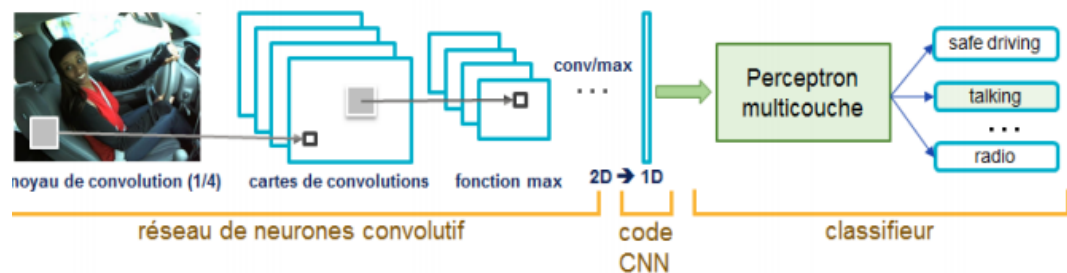 safe driving
conv/max
...
Perceptron
multicouche
talking
...
radio
noyau de convolution (1/4)
cartes de convolutions
fonction max
2D ➔ 1D
réseau de neurones convolutif
code
CNN
classifieur